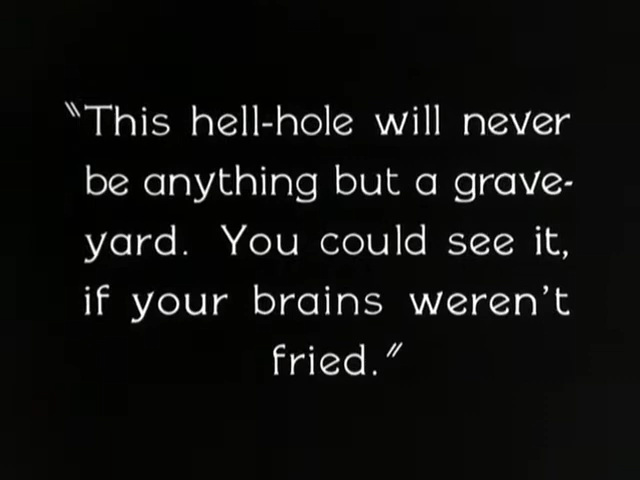 "This hell-hole will never
be anything but a grave-
yard. You could see it,
if your brains weren't
fried."